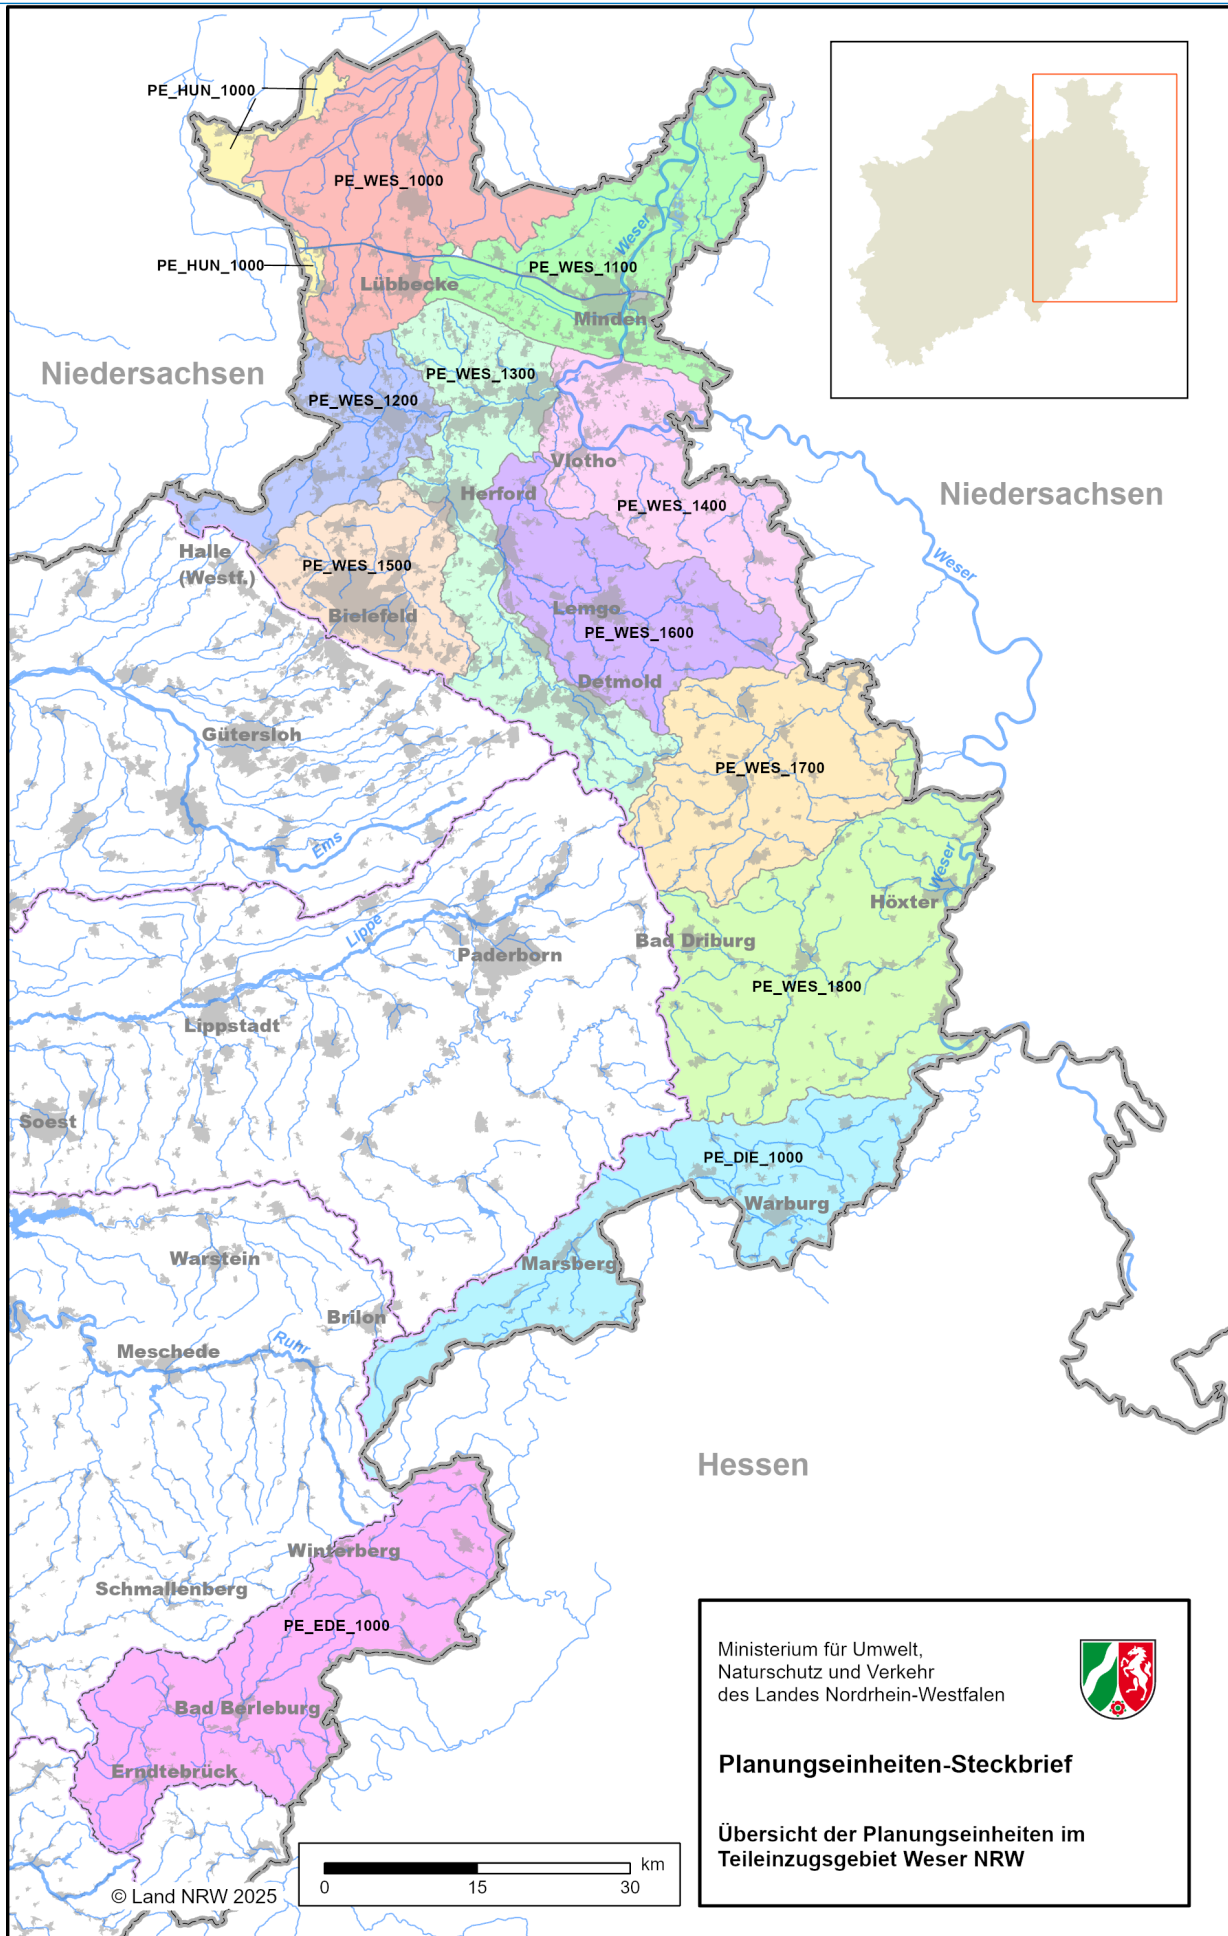 PE_HUN_1000
PE_WES_1000
Weser
PE_HUN_1000
PE_WES_1100
Lübbecke
Minden
Niedersachsen
PE_WES_1300
PE_WES_1200
Vlotho
Herford
PE_WES_1400
Niedersachsen
Halle
(Westf.)
PE_WES_1500
Weser
Bielefeld
Lemgo
PE_WES_1600
Detmold
Gütersloh
PE_WES_1700
Ems
Weser
Höxter
Lippe
Bad Driburg
Paderborn
PE_WES_1800
Lippstadt
Soest
PE_DIE_1000
Warburg
Warstein
Marsberg
Brilon
Ruhr
Meschede
Hessen
Winterberg
Schmallenberg
PE_EDE_1000
Bad Berleburg
Erndtebrück
Ministerium für Umwelt,
Naturschutz und Verkehr
des Landes Nordrhein-Westfalen
Planungseinheiten-Steckbrief
Übersicht der Planungseinheiten im
Teileinzugsgebiet Weser NRW
km
0 15 30
© Land NRW 2025